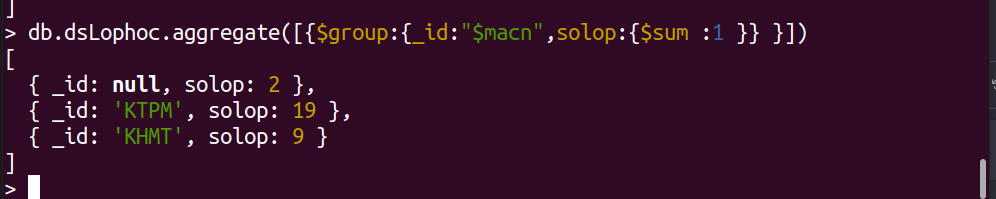 ]
> db.dsLophoc.aggregate([{$group:{_id:"$macn",solop:{$sum :1 }} }])
[
  { _id: null, solop: 2 },
  { _id: 'KTPM', solop: 19 },
  { _id: 'KHMT', solop: 9 }
]
>